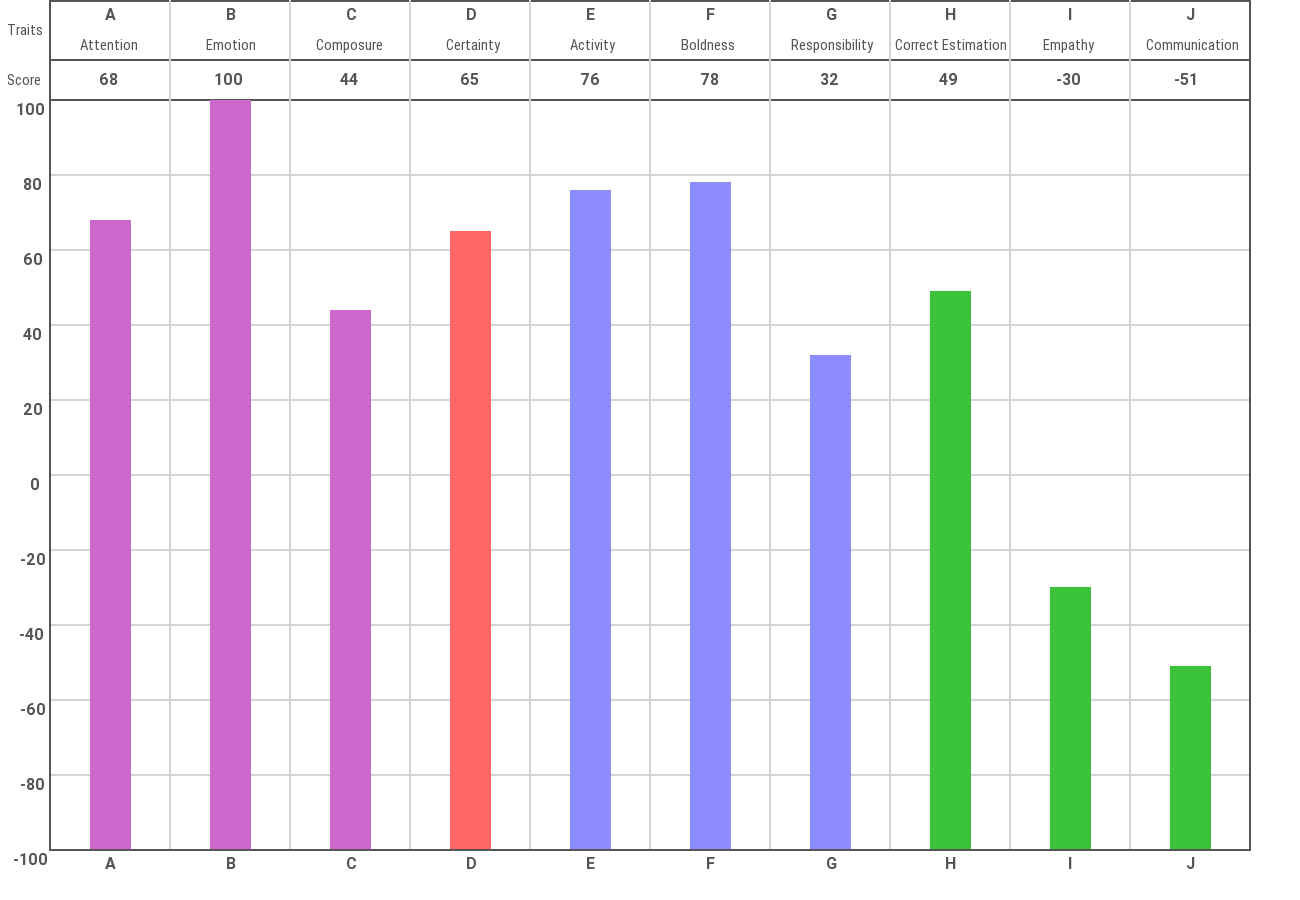 Traits
A B C D E F G H I J
Attention Emotion Composure Certainty Activity Boldness Responsibility Correct Estimation Empathy Communication
Score 68 100 44 65 76 78 32 49 -30 -51
100
80
60
40
20
0
-20
-40
-60
-80
-100
A B C D E F G H I J